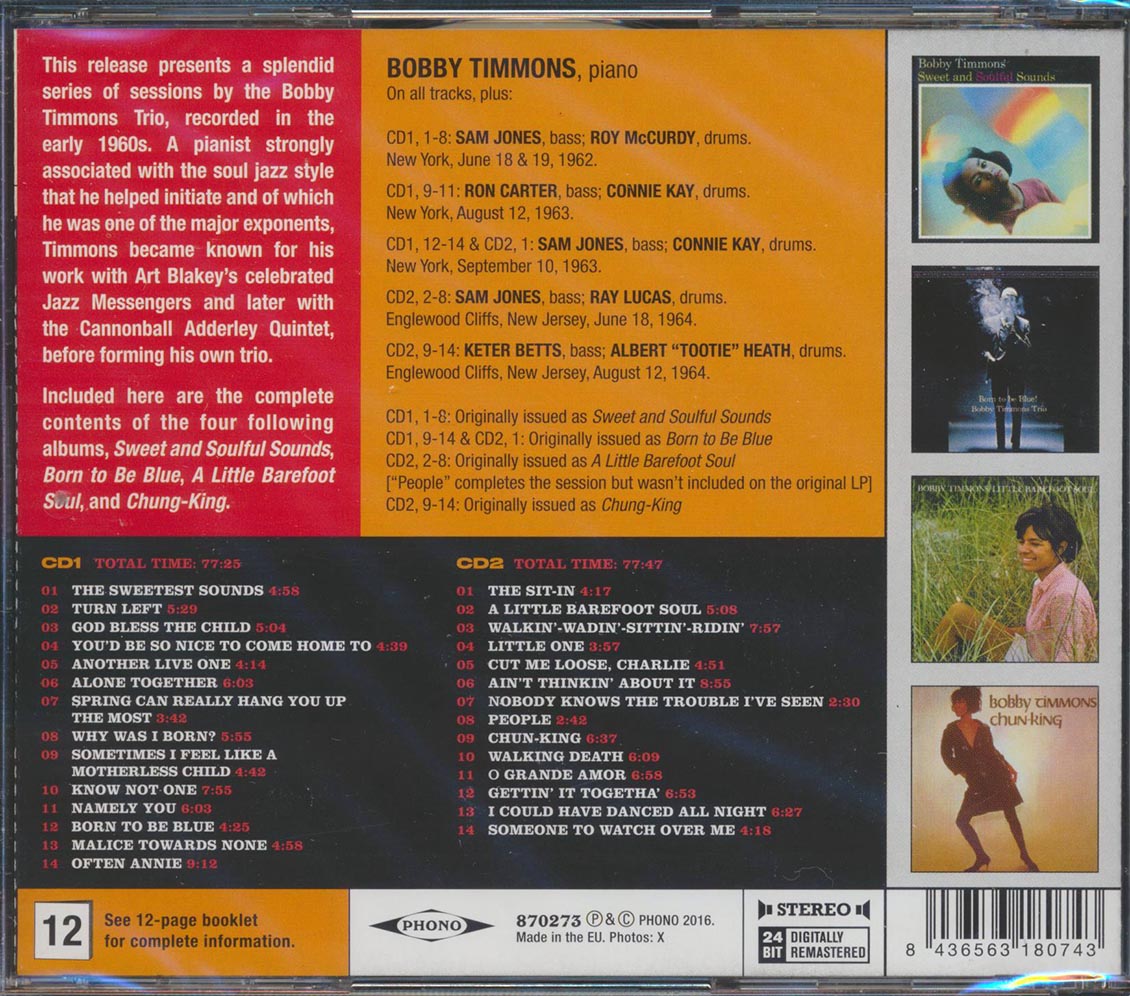 This release presents a splendid
series of sessions by the Bobby
Timmons Trio, recorded in the
early 1960s. A pianist strongly
associated with the soul jazz style
that he helped initiate and of which
he was one of the major exponents,
Timmons became known for his
work with Art Blakey's celebrated
Jazz Messengers and later with
the Cannonball Adderley Quintet,
before forming his own trio.
Included here are the complete
contents of the four following
albums, Sweet and Soulful Sounds,
Born to Be Blue, A Little Barefoot
Soul, and Chung-King.
BOBBY TIMMONS, piano
On all tracks, plus:
CD1, 1-8: SAM JONES, bass; ROY McCURDY, drums.
New York, June 18 & 19, 1962.
CD1, 9-11: RON CARTER, bass; CONNIE KAY, drums.
New York, August 12, 1963.
CD1, 12-14 & CD2, 1: SAM JONES, bass; CONNIE KAY, drums.
New York, September 10, 1963.
CD2, 2-8: SAM JONES, bass; RAY LUCAS, drums.
Englewood Cliffs, New Jersey, June 18, 1964.
CD2, 9-14: KETER BETTS, bass; ALBERT "TOOTIE" HEATH, drums.
Englewood Cliffs, New Jersey, August 12, 1964.
CD1, 1-8: Originally issued as Sweet and Soulful Sounds
CD1, 9-14 & CD2, 1: Originally issued as Born to Be Blue
CD2, 2-8: Originally issued as A Little Barefoot Soul
["People" completes the session but wasn't included on the original LP]
CD2, 9-14: Originally issued as Chung-King
Bobby Timmons
Sweet and Soulful Sounds
Born to be Blue!
Bobby Timmons Trio
BOBBY TIMMONS/LITTLE BAREFOOT SOUL
bobby timmons
chun-king
CD1 TOTAL TIME: 77:25
01 THE SWEETEST SOUNDS 4:58
02 TURN LEFT 5:29
03 GOD BLESS THE CHILD 5:04
04 YOU'D BE SO NICE TO COME HOME TO 4:39
05 ANOTHER LIVE ONE 4:14
06 ALONE TOGETHER 6:03
07 SPRING CAN REALLY HANG YOU UP
THE MOST 3:42
08 WHY WAS I BORN? 5:55
09 SOMETIMES I FEEL LIKE A
MOTHERLESS CHILD 4:42
10 KNOW NOT ONE 7:55
11 NAMELY YOU 6:03
12 BORN TO BE BLUE 4:25
13 MALICE TOWARDS NONE 4:58
14 OFTEN ANNIE 9:12
CD2 TOTAL TIME: 77:47
01 THE SIT-IN 4:17
02 A LITTLE BAREFOOT SOUL 5:08
03 WALKIN'-WADIN'-SITTIN'-RIDIN' 7:57
04 LITTLE ONE 3:57
05 CUT ME LOOSE, CHARLIE 4:51
06 AIN'T THINKIN' ABOUT IT 8:55
07 NOBODY KNOWS THE TROUBLE I'VE SEEN 2:30
08 PEOPLE 2:42
09 CHUN-KING 6:37
10 WALKING DEATH 6:09
11 O GRANDE AMOR 6:58
12 GETTIN' IT TOGETHA' 6:53
13 I COULD HAVE DANCED ALL NIGHT 6:27
14 SOMEONE TO WATCH OVER ME 4:18
12
See 12-page booklet
for complete information.
PHONO
870273 Ⓟ & © PHONO 2016.
Made in the EU. Photos: X
STEREO
24 BIT DIGITALLY REMASTERED
8 436563 180743